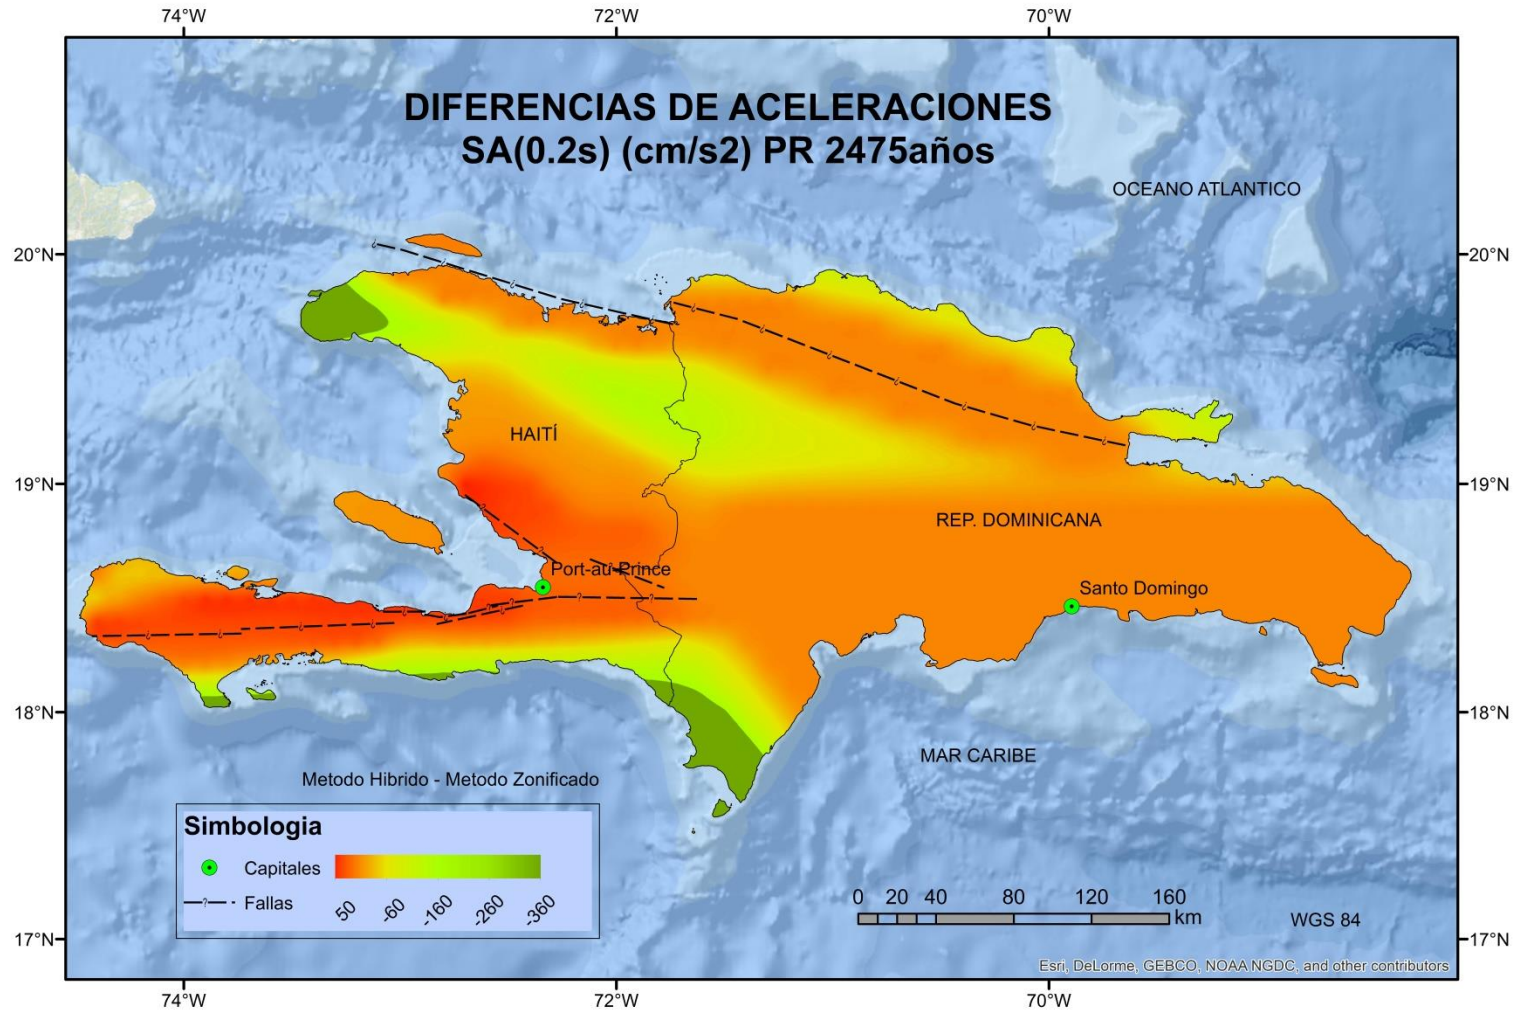 74°W 72°W 70°W
DIFERENCIAS DE ACELERACIONES
SA(0.2s) (cm/s2) PR 2475años
OCEANO ATLANTICO
20°N 20°N
HAITÍ
19°N 19°N
REP. DOMINICANA
Port-au-Prince
Santo Domingo
18°N 18°N
MAR CARIBE
Metodo Hibrido - Metodo Zonificado
Simbologia
Capitales
Fallas
50 -60 -160 -260 -360
0 20 40 80 120 160
km
WGS 84
17°N 17°N
Esri, DeLorme, GEBCO, NOAA NGDC, and other contributors
74°W 72°W 70°W